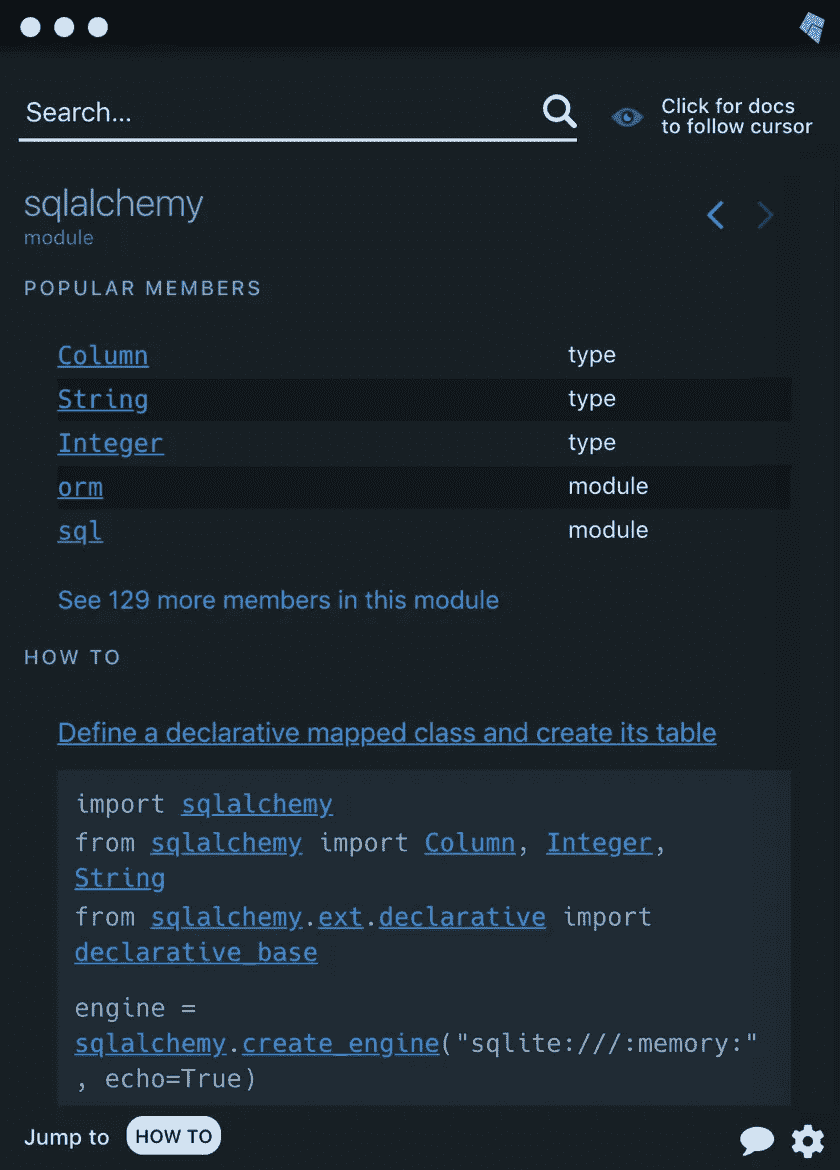 Search...
Click for docs
to follow cursor
sqlalchemy
module
POPULAR MEMBERS
Column type
String type
Integer type
orm module
sql module
See 129 more members in this module
HOW TO
Define a declarative mapped class and create its table
import sqlalchemy
from sqlalchemy import Column, Integer,
String
from sqlalchemy.ext.declarative import
declarative_base
engine =
sqlalchemy.create_engine("sqlite:///:memory:"
, echo=True)
Jump to HOW TO